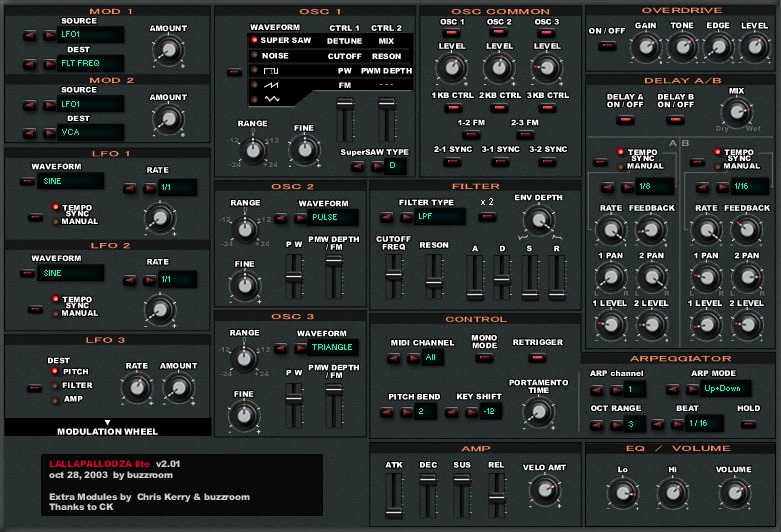 MOD 1
SOURCE
LFO1
AMOUNT
DEST
FLT FREQ
MOD 2
SOURCE
LFO1
AMOUNT
DEST
VCA
LFO 1
WAVEFORM
SINE
RATE
1/1
TEMPO
SYNC
MANUAL
LFO 2
WAVEFORM
SINE
RATE
1/1
TEMPO
SYNC
MANUAL
LFO 3
DEST
PITCH
FILTER
AMP
RATE
AMOUNT
MODULATION WHEEL
LALLAPALLOOZA lite v2.01
oct 28, 2003 by buzzroom
Extra Modules by Chris Kerry & buzzroom
Thanks to CK
OSC 1
WAVEFORM CTRL 1 CTRL 2
SUPER SAW DETUNE MIX
NOISE CUTOFF RESON
PW PWM DEPTH
FM ---
RANGE
-12 12
-24 24
FINE
SuperSAW TYPE
D
OSC 2
RANGE
-12 12
-24 24
WAVEFORM
PULSE
FINE
P W
PMW DEPTH
/ FM
OSC 3
RANGE
-12 12
-24 24
WAVEFORM
TRIANGLE
FINE
P W
PMW DEPTH
/ FM
OSC COMMON
OSC 1 OSC 2 OSC 3
LEVEL LEVEL LEVEL
1KB CTRL 2KB CTRL 3KB CTRL
1-2 FM 2-3 FM
2-1 SYNC 3-1 SYNC 3-2 SYNC
FILTER
FILTER TYPE
LPF
x 2
ENV DEPTH
- +
CUTOFF
FREQ
RESON
A D S R
CONTROL
MIDI CHANNEL
All
MONO
MODE
RETRIGGER
PITCH BEND
2
KEY SHIFT
-12
PORTAMENTO
TIME
AMP
ATK DEC SUS REL VELO AMT
OVERDRIVE
ON / OFF
GAIN TONE EDGE LEVEL
DELAY A/B
DELAY A
ON / OFF
DELAY B
ON / OFF
MIX
Dry Wet
A B
TEMPO
SYNC
MANUAL
1/8
RATE FEEDBACK
1 PAN 2 PAN
L R L R
1 LEVEL 2 LEVEL
TEMPO
SYNC
MANUAL
1/16
RATE FEEDBACK
1 PAN 2 PAN
L R L R
1 LEVEL 2 LEVEL
ARPEGGIATOR
ARP channel
1
ARP MODE
Up+Down
OCT RANGE
3
BEAT
1/16
HOLD
EQ / VOLUME
Lo Hi VOLUME